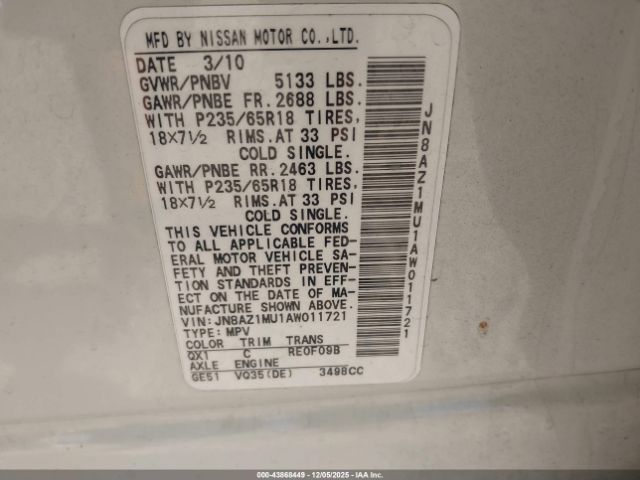 MFD BY NISSAN MOTOR CO.,LTD.
DATE 3/10
GVWR/PNBV 5133 LBS.
GAWR/PNBE FR. 2688 LBS.
WITH P235/65R18 TIRES,
18X7½ RIMS. AT 33 PSI
COLD SINGLE.
GAWR/PNBE RR. 2463 LBS.
WITH P235/65R18 TIRES,
18X7½ RIMS. AT 33 PSI
COLD SINGLE.
THIS VEHICLE CONFORMS
TO ALL APPLICABLE FED-
ERAL MOTOR VEHICLE SA-
FETY AND THEFT PREVEN-
TION STANDARDS IN EFF-
ECT ON THE DATE OF MA-
NUFACTURE SHOWN ABOVE.
VIN: JN8AZ1MU1AW011721
TYPE: MPV
COLOR TRIM TRANS
QX1 C RE0F09B
AXLE ENGINE
GE51 VQ35(DE) 3498CC
JN8AZ1MU1AW011721
000-43868449 - 12/05/2025 - Copyright © IAA. All Rights Reserved.